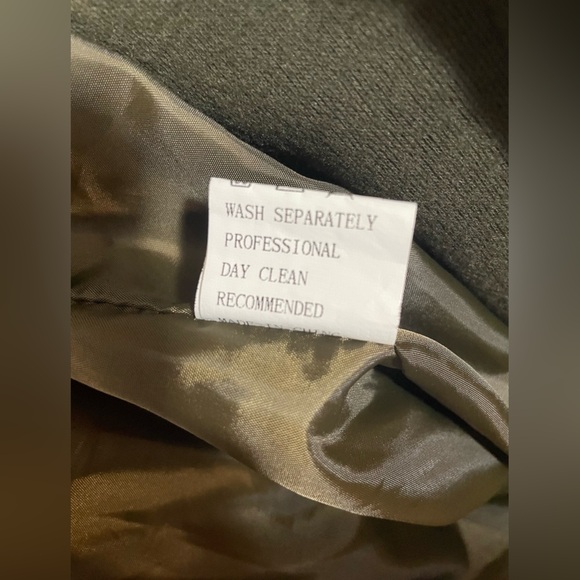 WASH SEPARATELY
PROFESSIONAL
DAY CLEAN
RECOMMENDED